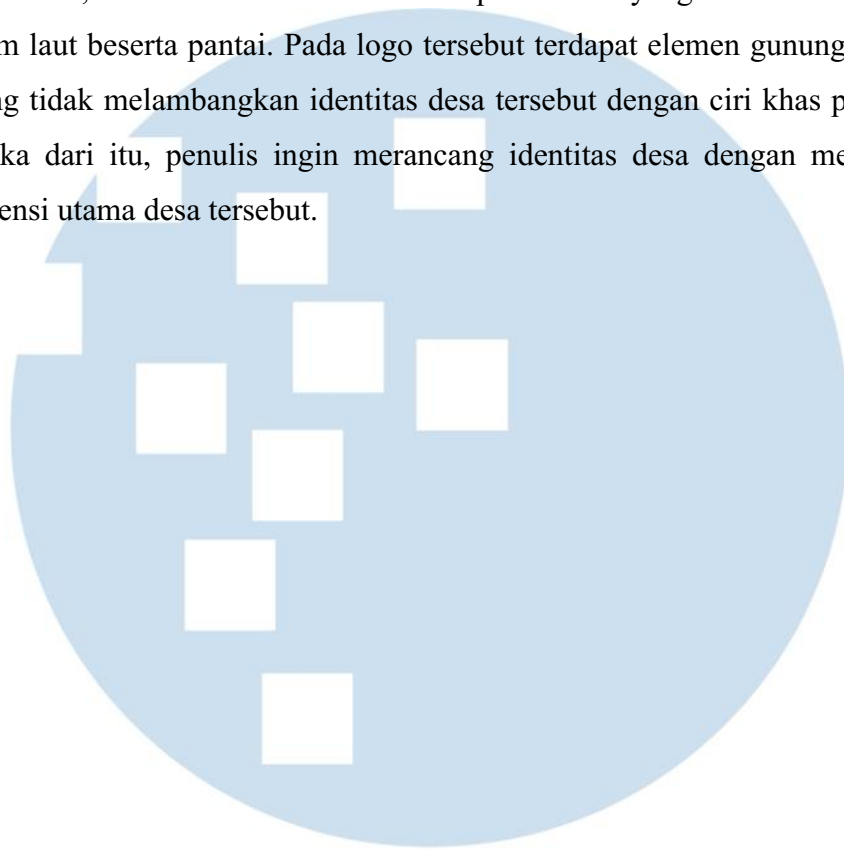 m laut beserta pantai. Pada logo tersebut terdapat elemen gunung
ng tidak melambangkan identitas desa tersebut dengan ciri khas p
ka dari itu, penulis ingin merancang identitas desa dengan me
ensi utama desa tersebut.